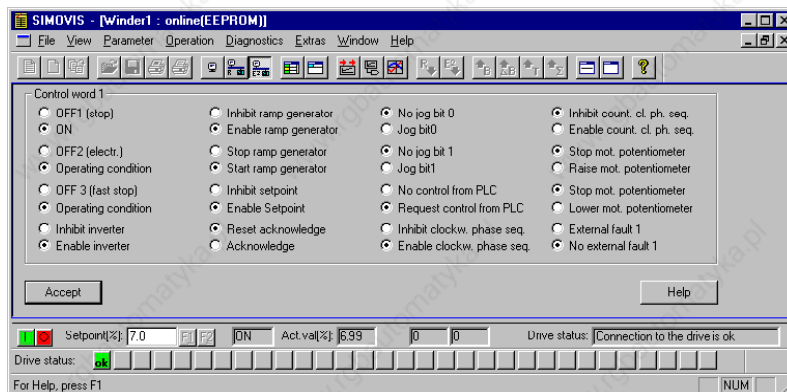 SIMOVIS - [Winder1 : online(EEPROM)]
File View Parameter Operation Diagnostics Extras Window Help
Control word 1
OFF1 (stop) Inhibit ramp generator No jog bit 0 Inhibit count. cl. ph. seq.
ON Enable ramp generator Jog bit0 Enable count. cl. ph. seq.
OFF2 (electr.) Stop ramp generator No jog bit 1 Stop mot. potentiometer
Operating condition Start ramp generator Jog bit1 Raise mot. potentiometer
OFF 3 (fast stop) Inhibit setpoint No control from PLC Stop mot. potentiometer
Operating condition Enable Setpoint Request control from PLC Lower mot. potentiometer
Inhibit inverter Reset acknowledge Inhibit clockw. phase seq. External fault 1
Enable inverter Acknowledge Enable clockw. phase seq. No external fault 1
Accept Help
Setpoint[%]: 7.0 F1 F2 ON Act.val[%]: 6.99 0 0 Drive status: Connection to the drive is ok
Drive status: ok
For Help, press F1 NUM